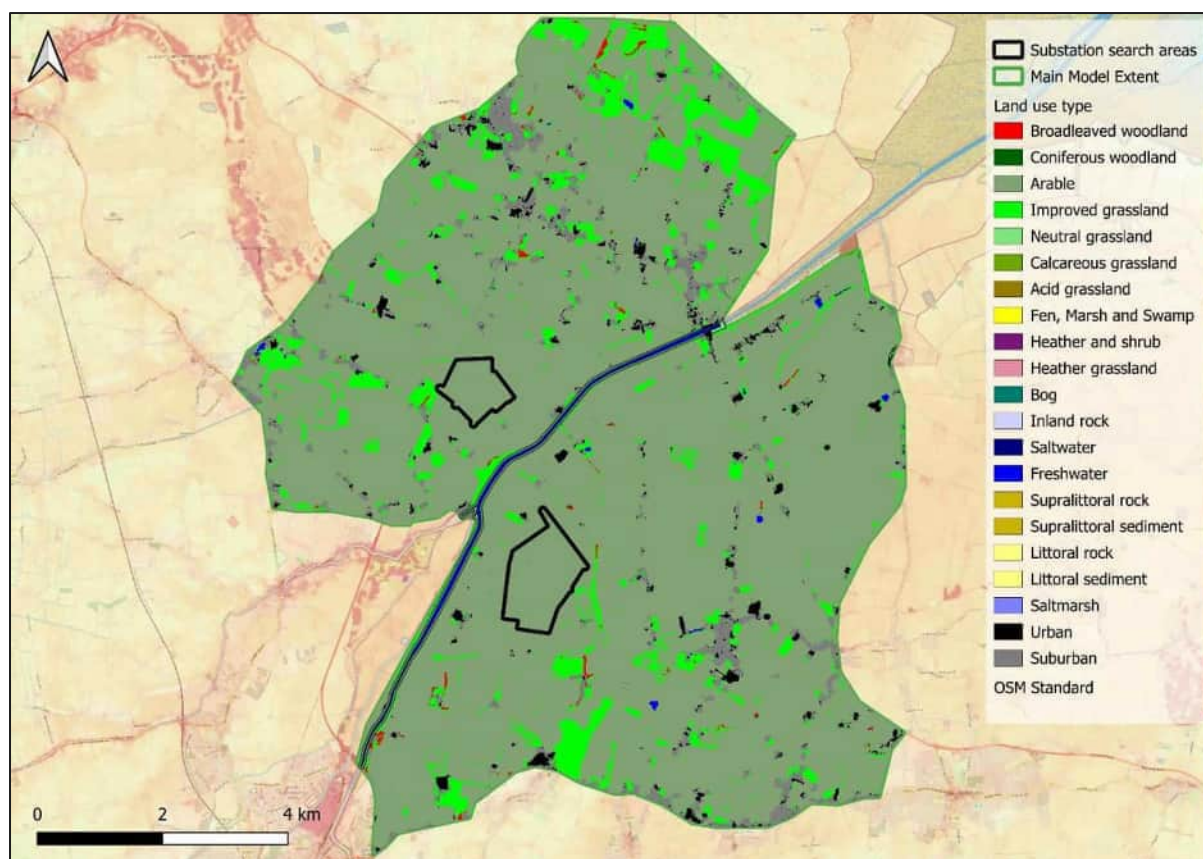 Substation search areas
Main Model Extent
Land use type
Broadleaved woodland
Coniferous woodland
Arable
Improved grassland
Neutral grassland
Calcareous grassland
Acid grassland
Fen, Marsh and Swamp
Heather and shrub
Heather grassland
Bog
Inland rock
Saltwater
Freshwater
Supralittoral rock
Supralittoral sediment
Littoral rock
Littoral sediment
Saltmarsh
Urban
Suburban
OSM Standard
0 2 4 km